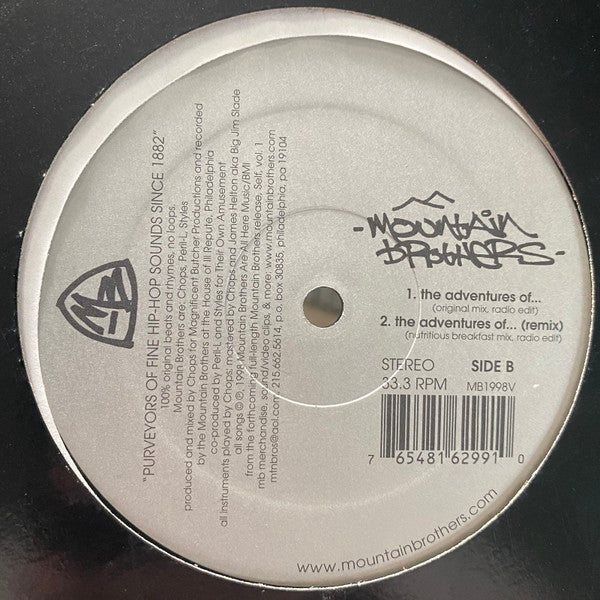 "PURVEYORS OF FINE HIP-HOP SOUNDS SINCE 1882"
100% original beats and rhymes, no loops.
Mountain Brothers are: Chops, Peril-L, Styles
produced and mixed by Chops for Magnificent Butcher Productions and recorded
by the Mountain Brothers at the House of Ill Repute, Philadelphia
co-produced by Peril-L and Styles for Their Own Amusement
all instruments played by Chops mastered by Chops and James Helton aka Big Jim Slade
all songs © ℗ 1998 Mountain Brothers Are All Here Music/BMI
from the forthcoming full-length Mountain Brothers release, Self, vol. 1
mb merchandise, sound/video clips, & more: www.mountainbrothers.com
mtnbros@aol.com 215.662.5614, p.o. box 30835, philadelphia, pa 19104
MB
-MOUNTAIN
BROTHERS-
1. the adventures of...
(original mix, radio edit)
2. the adventures of... (remix)
(nutritious breakfast mix, radio edit)
STEREO SIDE B
33.3 RPM MB1998V
7 65481 62991 0
www.mountainbrothers.com